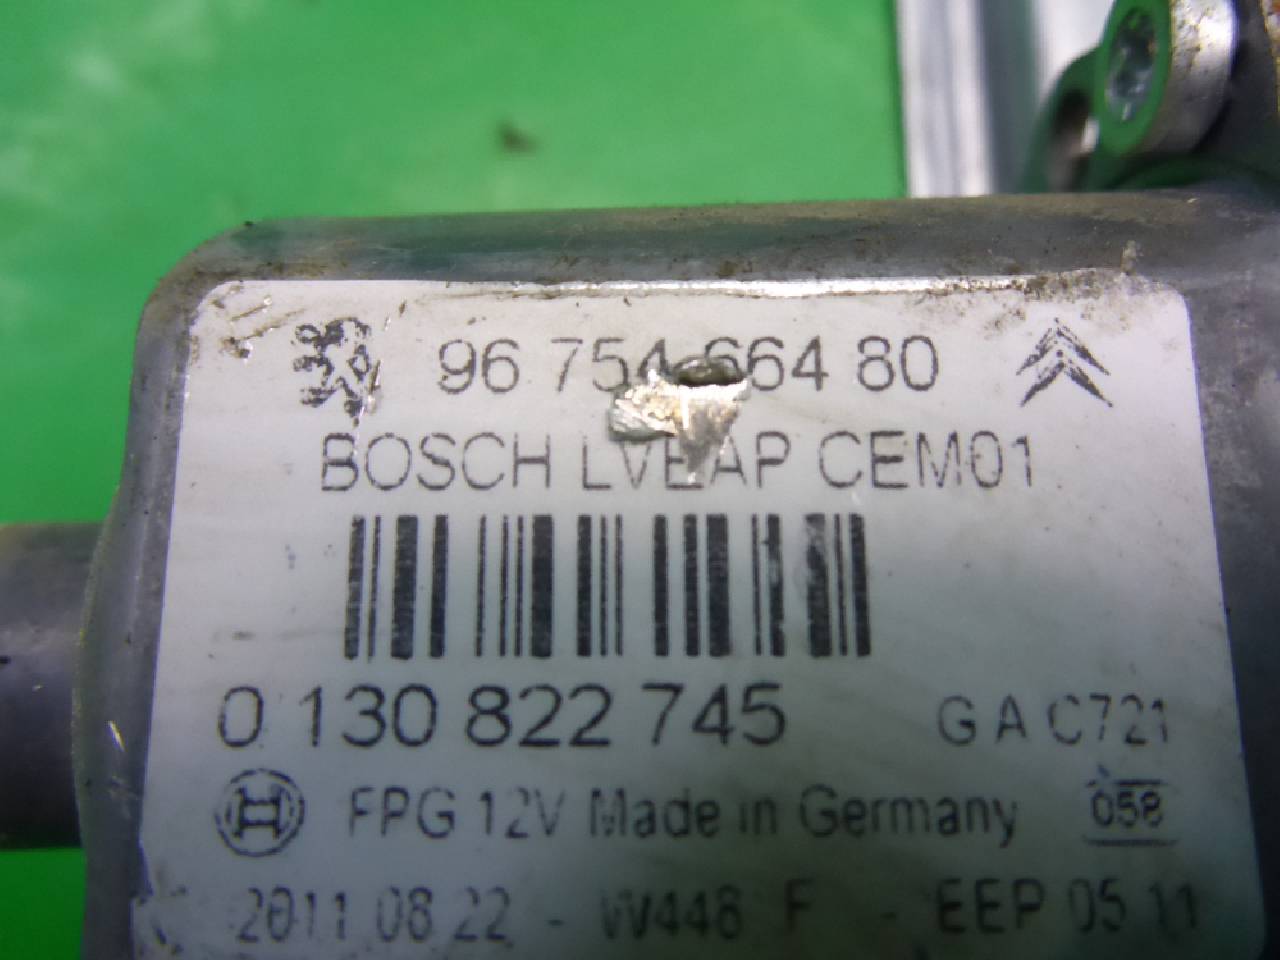 96 754 664 80
BOSCH LVEAP CEM01
0 130 822 745 G A C721
FPG 12V Made in Germany 058
2011.08.22 - W448 F - EEP 05 11